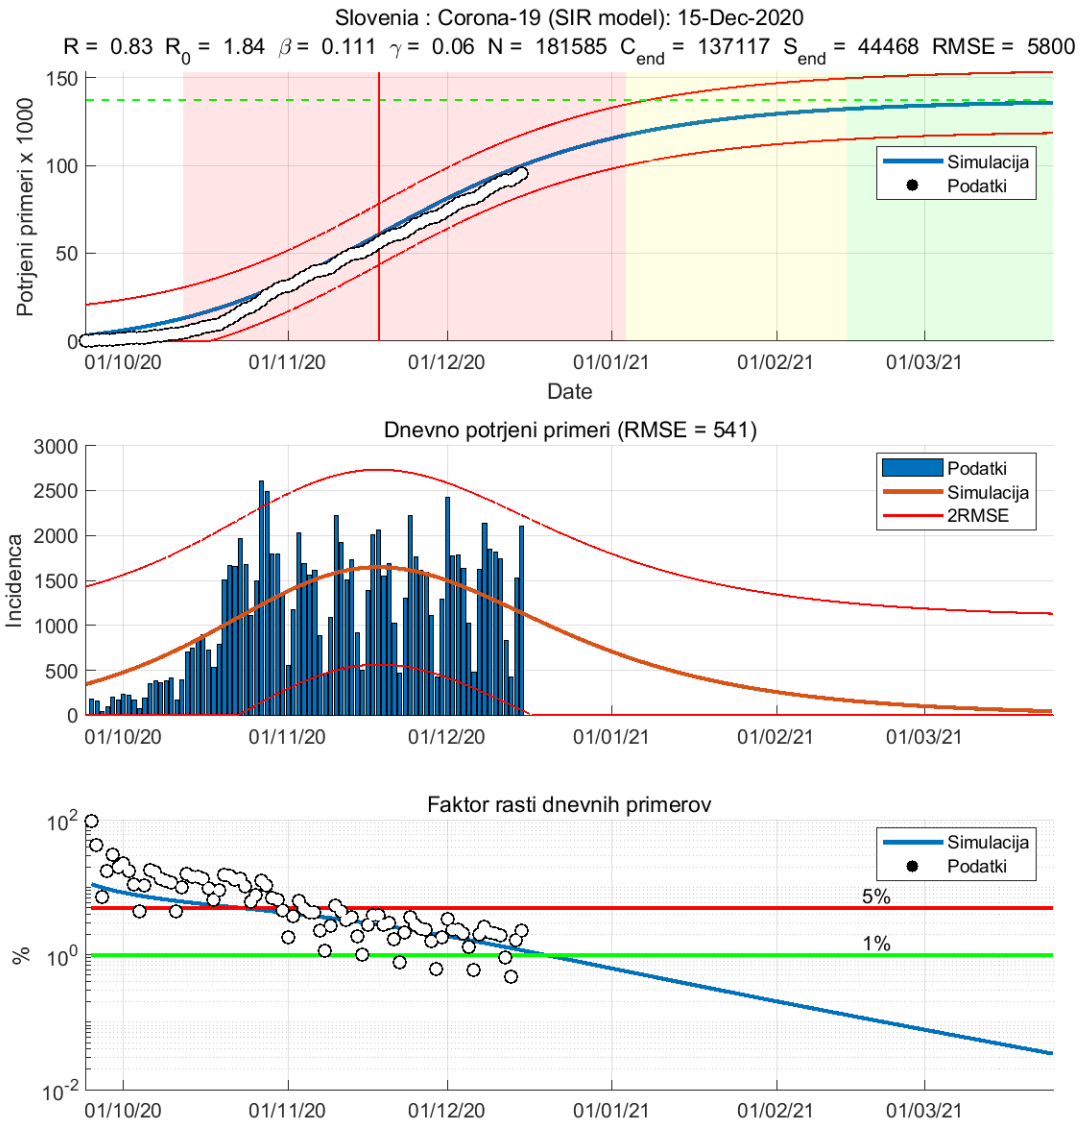 Slovenia : Corona-19 (SIR model): 15-Dec-2020
R = 0.83 R0 = 1.84 β = 0.111 γ = 0.06 N = 181585 Cend = 137117 Send = 44468 RMSE = 5800
Potrjeni primeri x 1000
150
100
50
0
Simulacija
Podatki
01/10/20 01/11/20 01/12/20 01/01/21 01/02/21 01/03/21
Date
Dnevno potrjeni primeri (RMSE = 541)
Incidenca
3000
2500
2000
1500
1000
500
0
Podatki
Simulacija
2RMSE
01/10/20 01/11/20 01/12/20 01/01/21 01/02/21 01/03/21
Faktor rasti dnevnih primerov
%
10^2
10^0
10^-2
Simulacija
Podatki
5%
1%
01/10/20 01/11/20 01/12/20 01/01/21 01/02/21 01/03/21